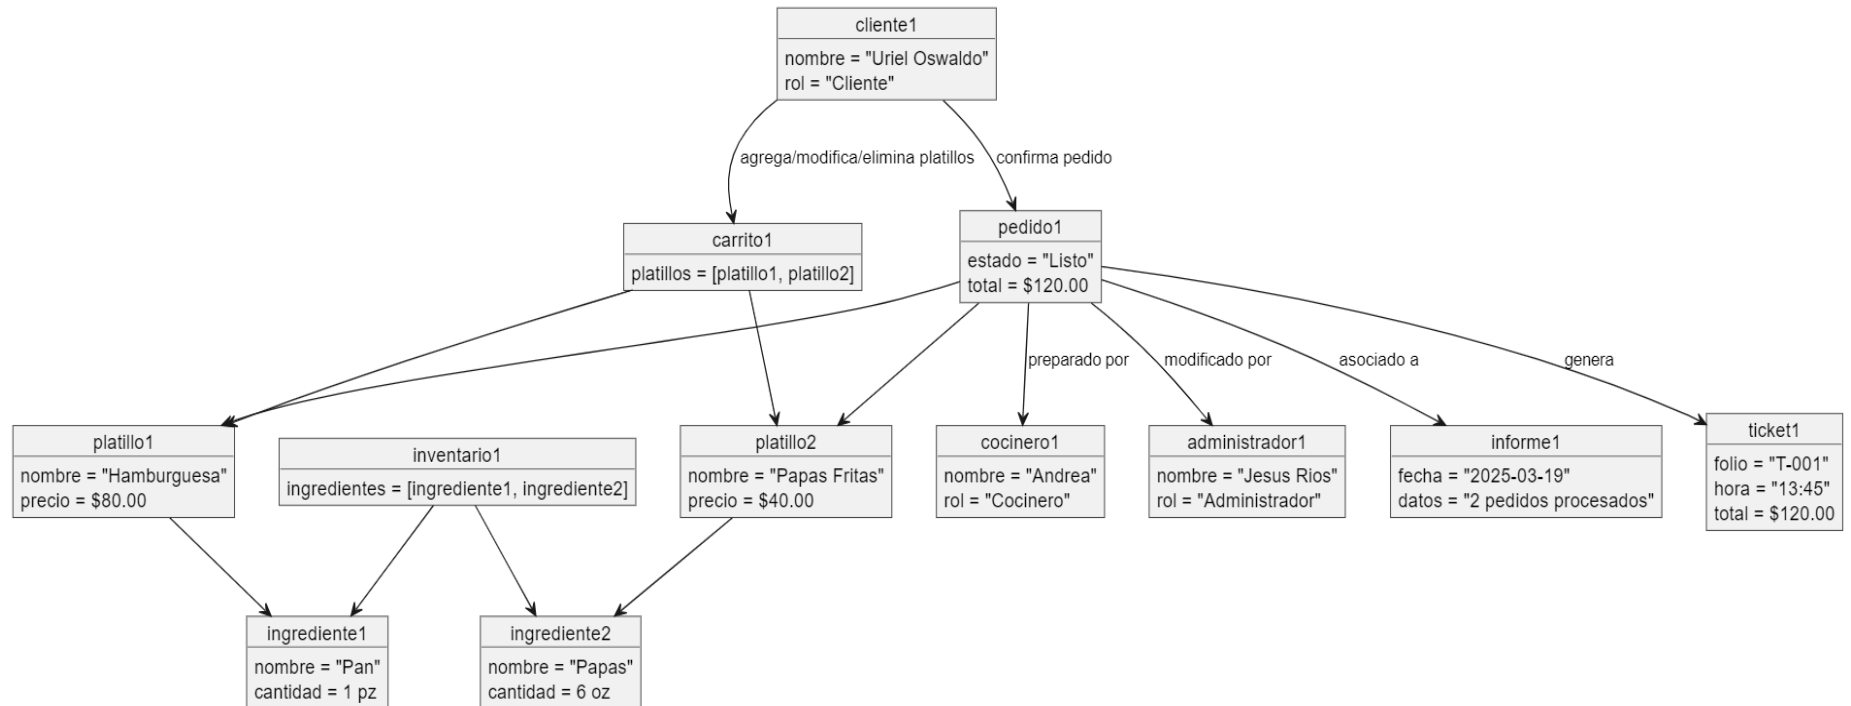 cliente1
nombre = "Uriel Oswaldo"
rol = "Cliente"
agrega/modifica/elimina platillos
confirma pedido
carrito1
platillos = [platillo1, platillo2]
pedido1
estado = "Listo"
total = $120.00
preparado por
modificado por
asociado a
genera
platillo1
nombre = "Hamburguesa"
precio = $80.00
inventario1
ingredientes = [ingrediente1, ingrediente2]
platillo2
nombre = "Papas Fritas"
precio = $40.00
cocinero1
nombre = "Andrea"
rol = "Cocinero"
administrador1
nombre = "Jesus Rios"
rol = "Administrador"
informe1
fecha = "2025-03-19"
datos = "2 pedidos procesados"
ticket1
folio = "T-001"
hora = "13:45"
total = $120.00
ingrediente1
nombre = "Pan"
cantidad = 1 pz
ingrediente2
nombre = "Papas"
cantidad = 6 oz